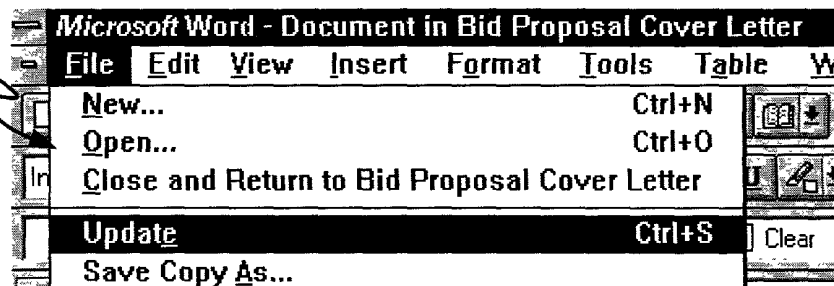 Microsoft Word - Document in Bid Proposal Cover Letter
File Edit View Insert Format Tools Table W
New... Ctrl+N
Open... Ctrl+O
Close and Return to Bid Proposal Cover Letter
In U
Update Ctrl+S
Clear
Save Copy As...